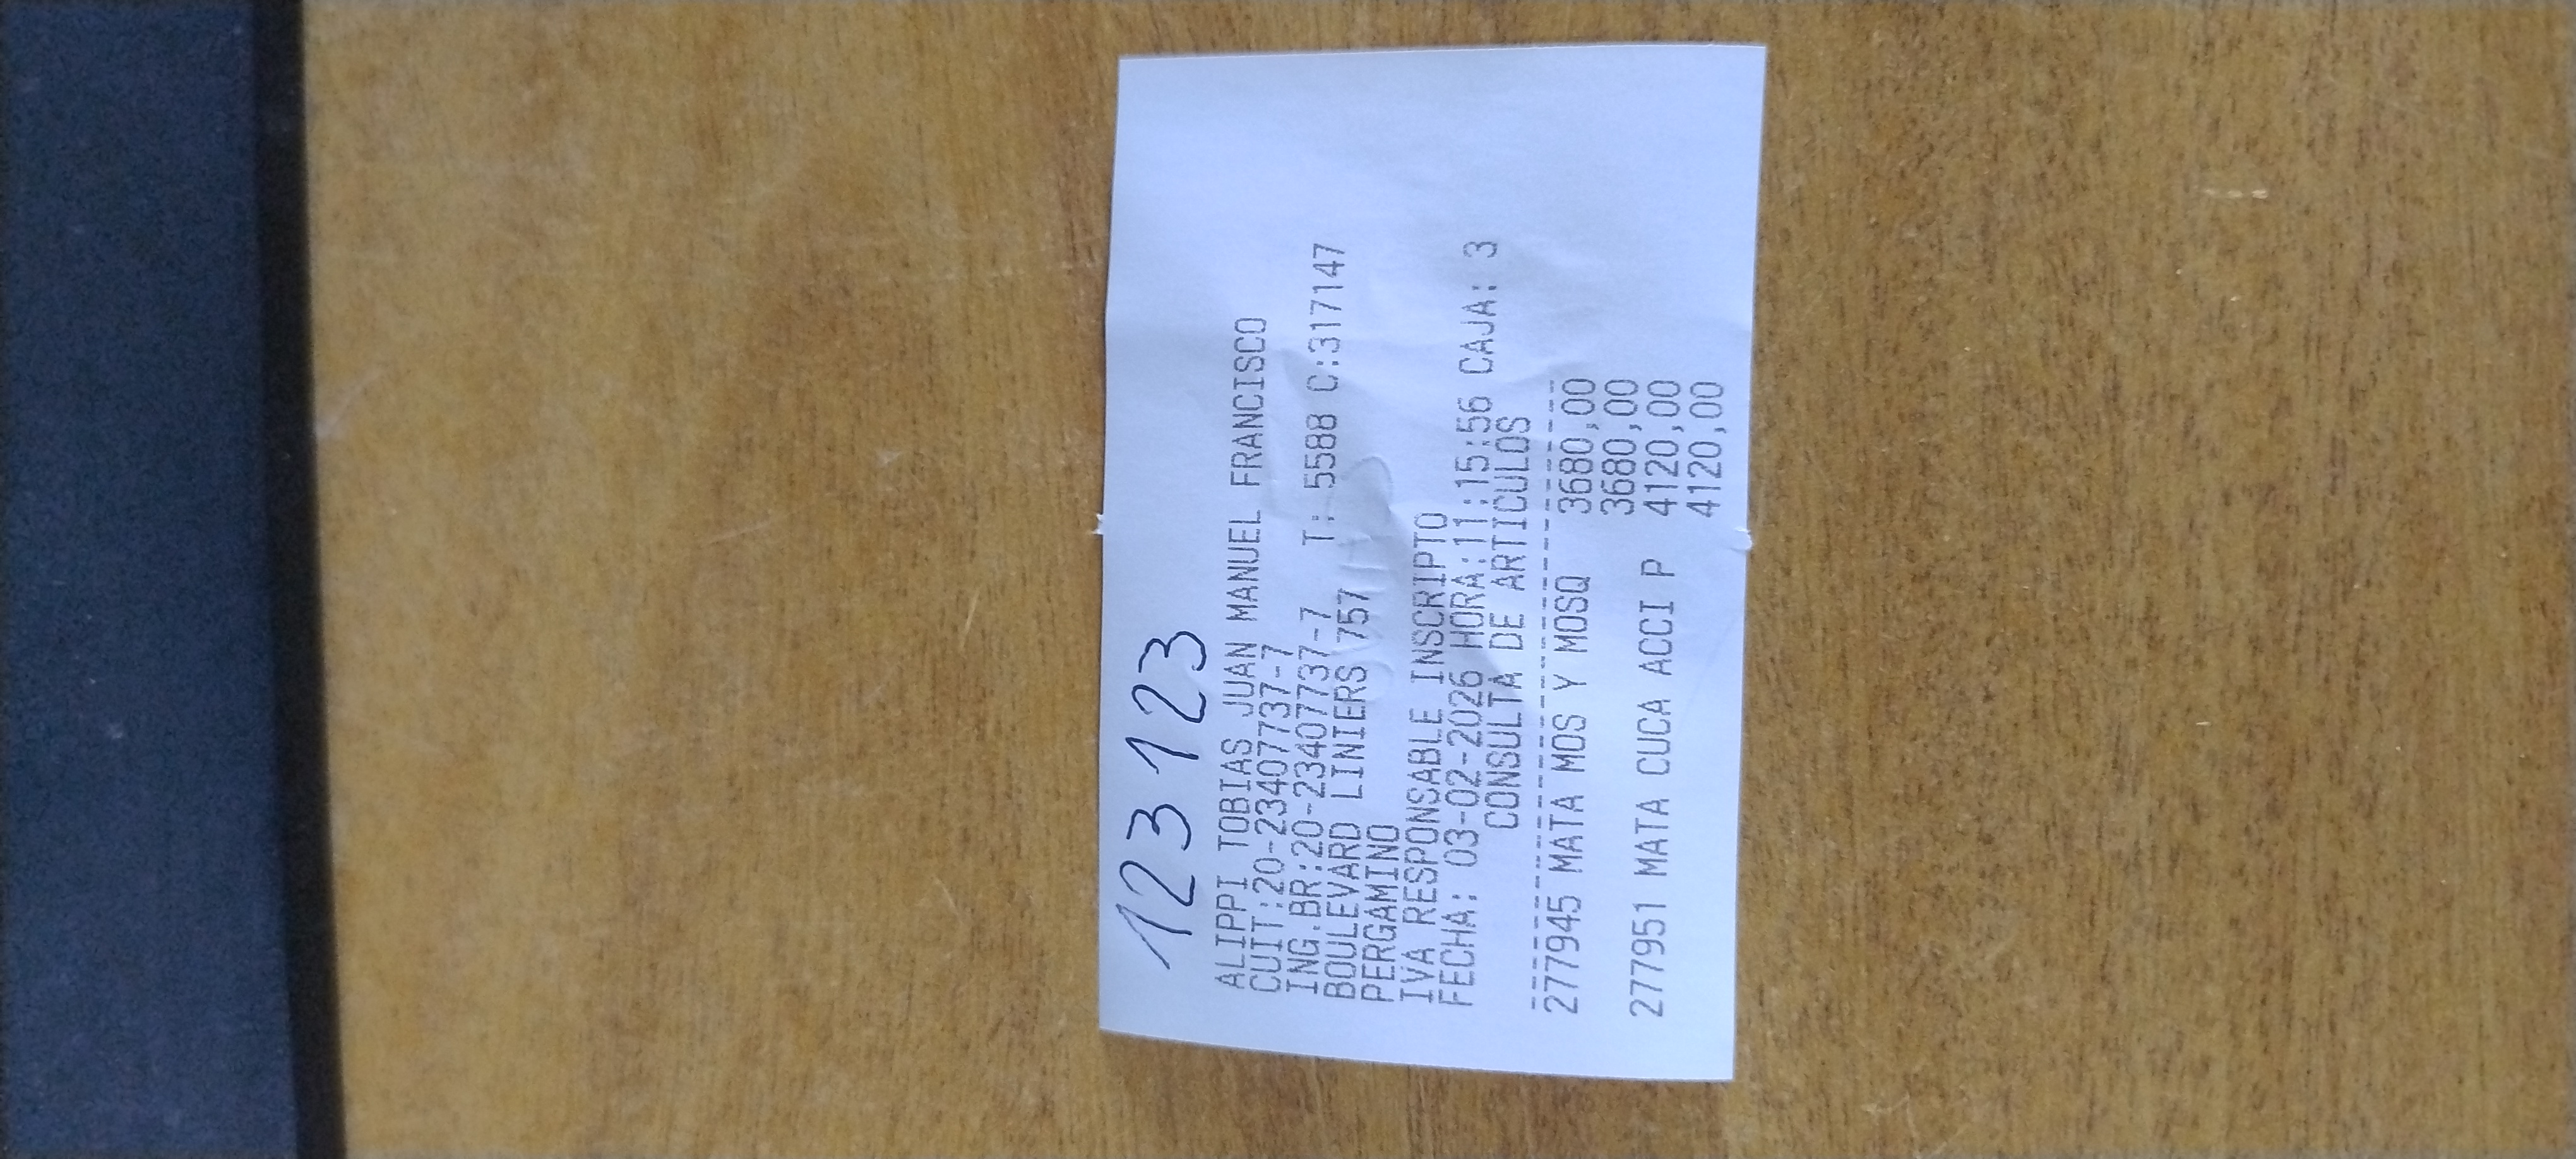 123123
ALIPPI TOBIAS JUAN MANUEL FRANCISCO
CUIT:20-23407737-7
ING.BR:20-23407737-7 T: 5588 C:317147
BOULEVARD LINIERS 757
PERGAMINO
IVA RESPONSABLE INSCRIPTO
FECHA: 03-02-2026 HORA:11:15:56 CAJA: 3
CONSULTA DE ARTICULOS
277945 MATA MOS Y MOSQ 3680,00
3680,00
277951 MATA CUCA ACCI P 4120,00
4120,00